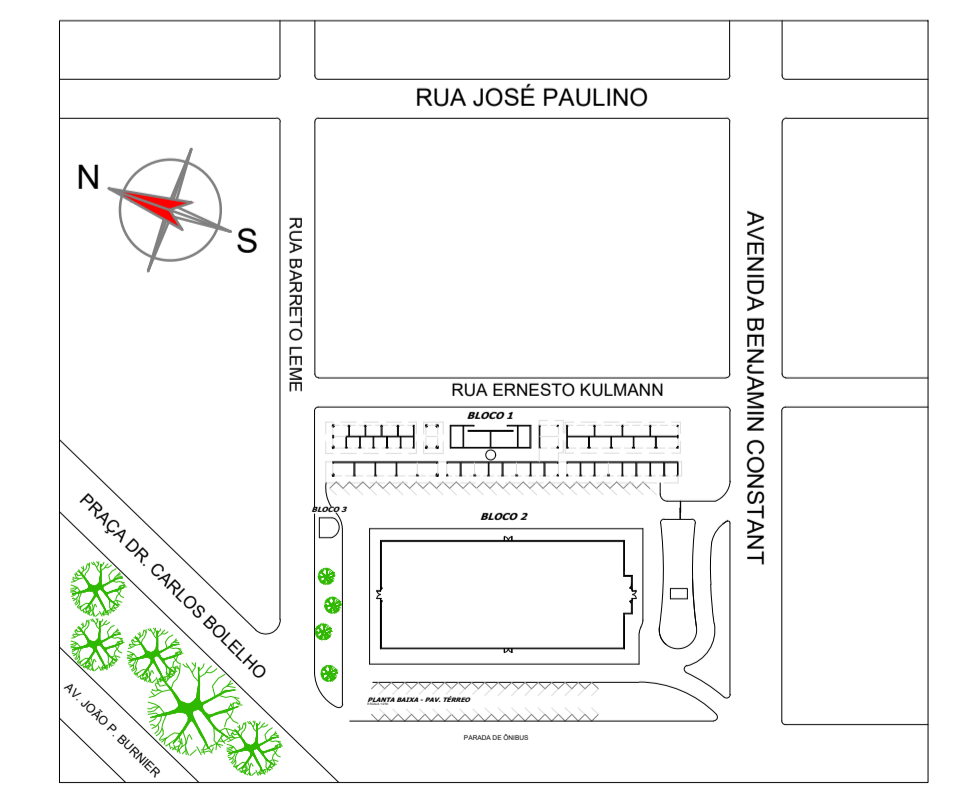 RUA JOSÉ PAULINO
N
S
RUA BARRETO LEME
AVENIDA BENJAMIN CONSTANT
RUA ERNESTO KULMANN
BLOCO 1
BLOCO 3
BLOCO 2
PRAÇA DR. CARLOS BOLELHO
AV. JOÃO P. BURNIER
PLANTA BAIXA - PAV. TÉRREO
PARADA DE ÔNIBUS